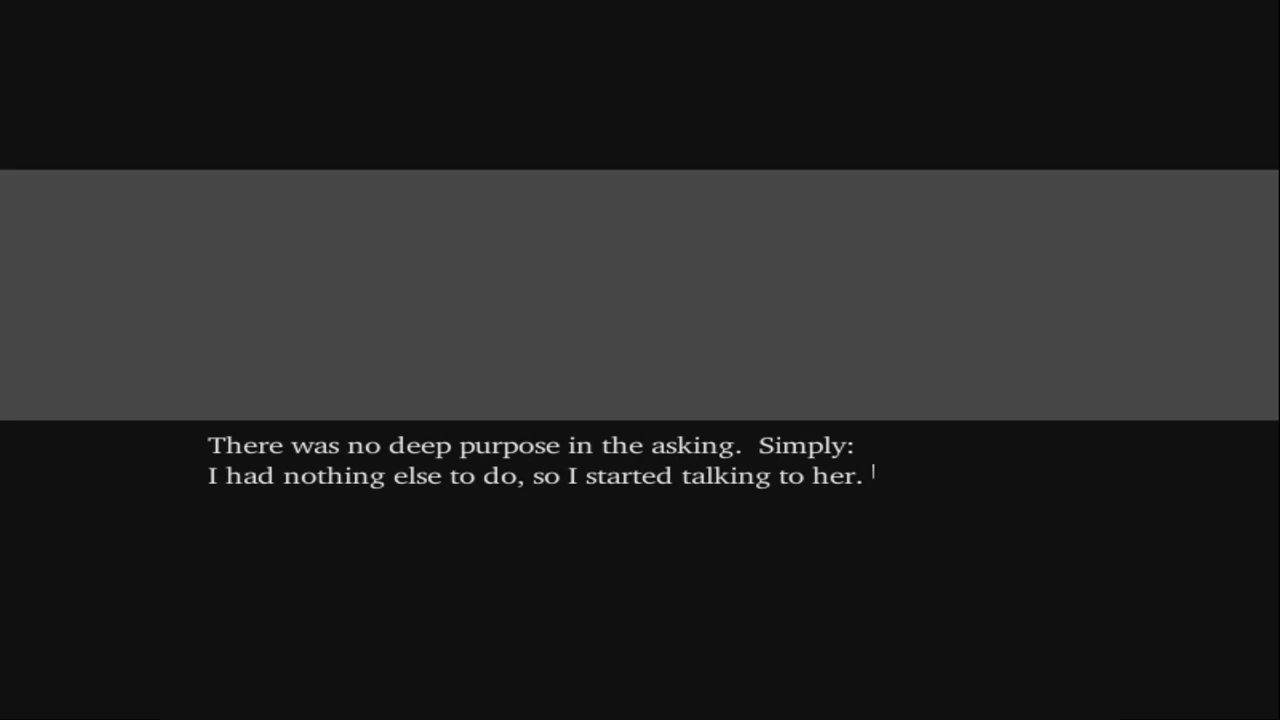 There was no deep purpose in the asking.  Simply:
I had nothing else to do, so I started talking to her.